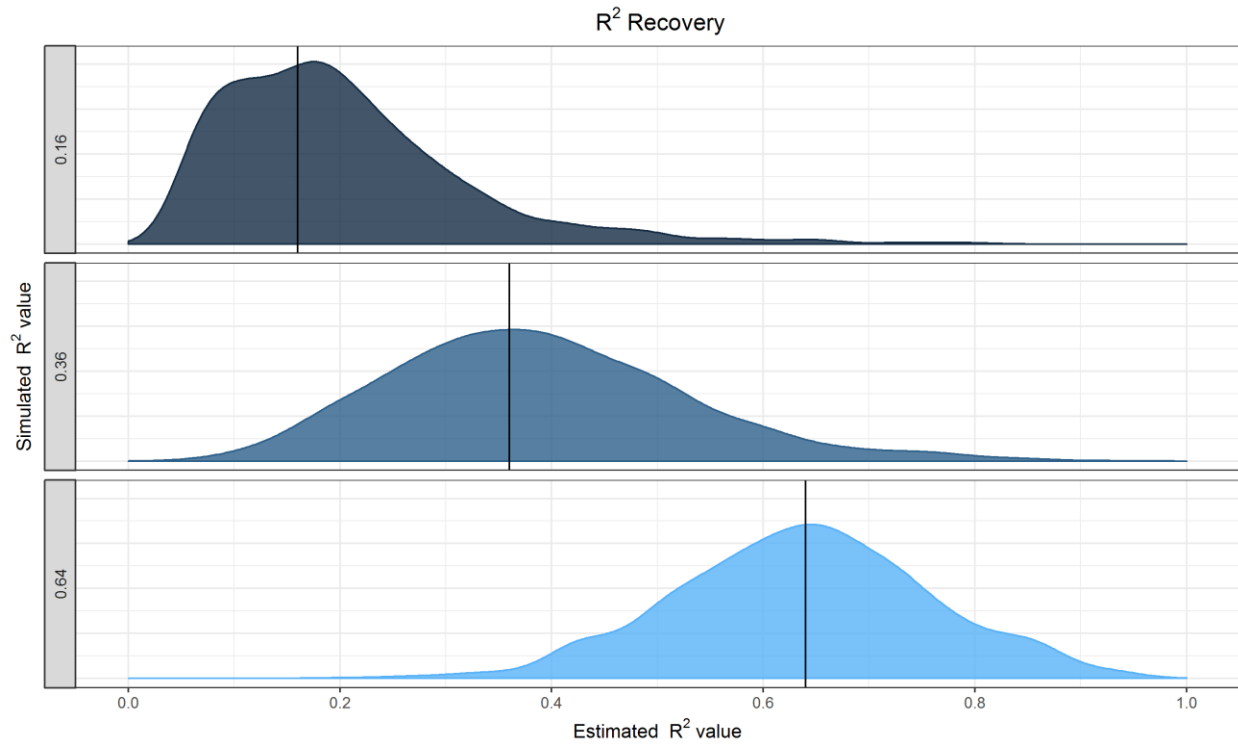 R² Recovery
Simulated R² value
0.16
0.36
0.64
0.0 0.2 0.4 0.6 0.8 1.0
Estimated R² value